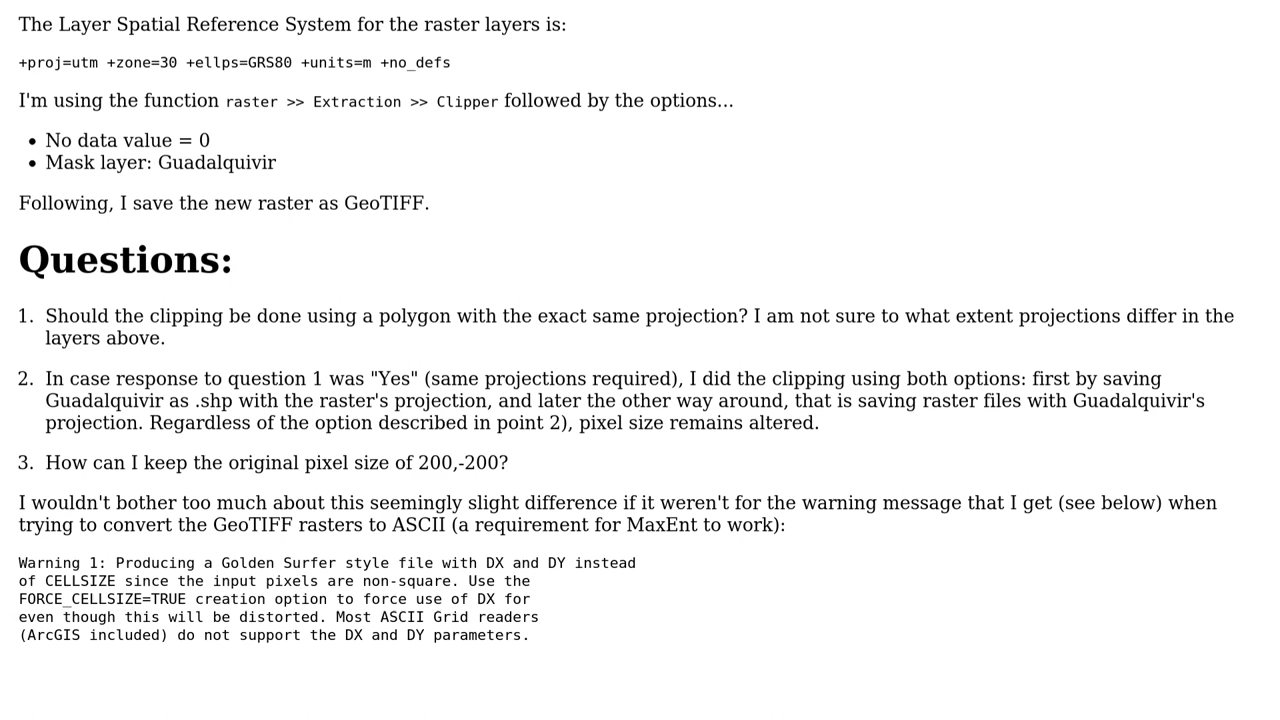 The Layer Spatial Reference System for the raster layers is:
+proj=utm +zone=30 +ellps=GRS80 +units=m +no_defs
I'm using the function raster >> Extraction >> Clipper followed by the options...
• No data value = 0
• Mask layer: Guadalquivir
Following, I save the new raster as GeoTIFF.
Questions:
1. Should the clipping be done using a polygon with the exact same projection? I am not sure to what extent projections differ in the
layers above.
2. In case response to question 1 was "Yes" (same projections required), I did the clipping using both options: first by saving
Guadalquivir as .shp with the raster's projection, and later the other way around, that is saving raster files with Guadalquivir's
projection. Regardless of the option described in point 2), pixel size remains altered.
3. How can I keep the original pixel size of 200,-200?
I wouldn't bother too much about this seemingly slight difference if it weren't for the warning message that I get (see below) when
trying to convert the GeoTIFF rasters to ASCII (a requirement for MaxEnt to work):
Warning 1: Producing a Golden Surfer style file with DX and DY instead
of CELLSIZE since the input pixels are non-square. Use the
FORCE_CELLSIZE=TRUE creation option to force use of DX for
even though this will be distorted. Most ASCII Grid readers
(ArcGIS included) do not support the DX and DY parameters.